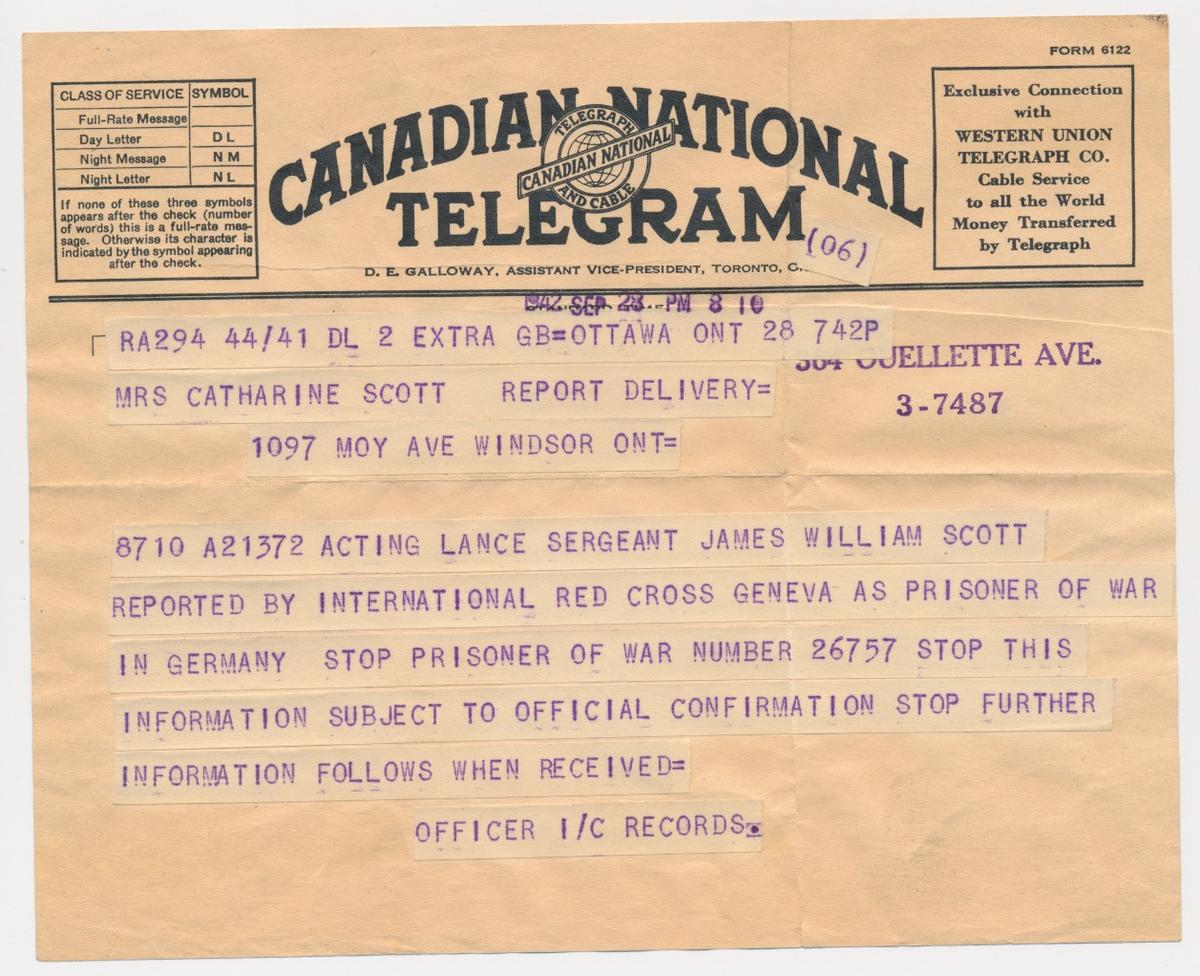 FORM 6122
CLASS OF SERVICE SYMBOL
Full-Rate Message
Day Letter D L
Night Message N M
Night Letter N L
If none of these three symbols
appears after the check (number
of words) this is a full-rate mes-
sage. Otherwise its character is
indicated by the symbol appearing
after the check.
CANADIAN NATIONAL
TELEGRAPH
CANADIAN NATIONAL
AND CABLE
TELEGRAM
D. E. GALLOWAY, ASSISTANT VICE-PRESIDENT, TORONTO,
(06)
Exclusive Connection
with
WESTERN UNION
TELEGRAPH CO.
Cable Service
to all the World
Money Transferred
by Telegraph
1942 SEP 28 PM 8 10
RA294 44/41 DL 2 EXTRA GB=OTTAWA ONT 28 742P
OUELLETTE AVE.
3-7487
MRS CATHARINE SCOTT REPORT DELIVERY=
1097 MOY AVE WINDSOR ONT=
8710 A21372 ACTING LANCE SERGEANT JAMES WILLIAM SCOTT
REPORTED BY INTERNATIONAL RED CROSS GENEVA AS PRISONER OF WAR
IN GERMANY STOP PRISONER OF WAR NUMBER 26757 STOP THIS
INFORMATION SUBJECT TO OFFICIAL CONFIRMATION STOP FURTHER
INFORMATION FOLLOWS WHEN RECEIVED=
OFFICER I/C RECORDS.